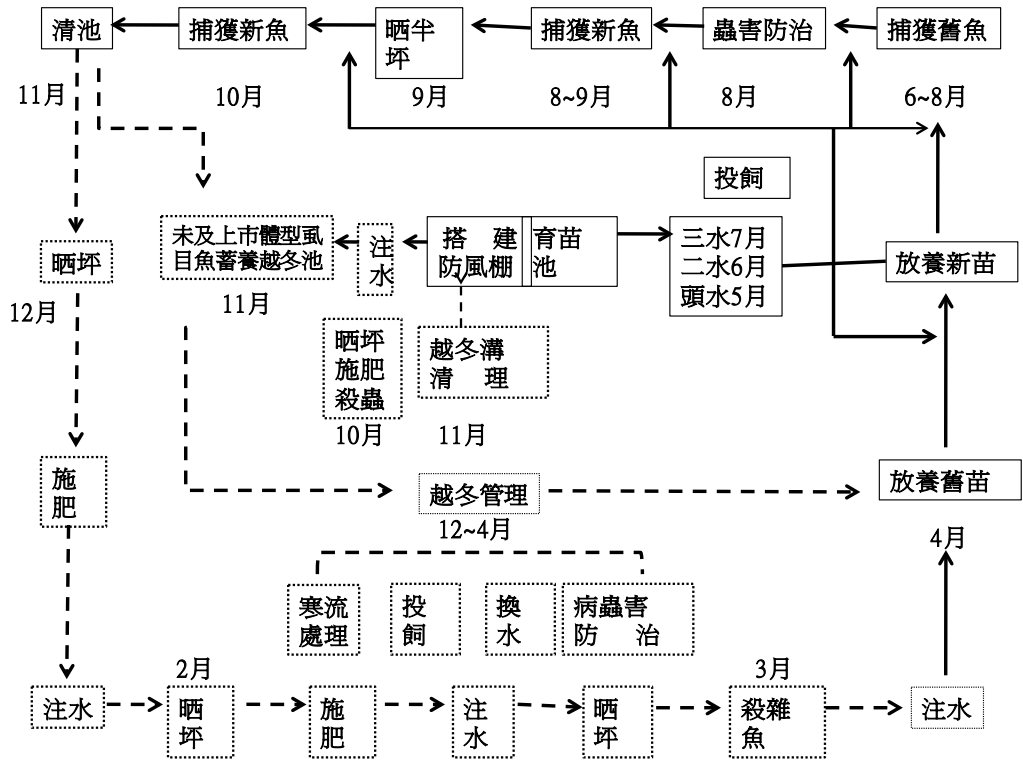 清池
捕獲新魚
晒半
坪
捕獲新魚
蟲害防治
捕獲舊魚
11月
10月
9月
8~9月
8月
6~8月
投飼
未及上市體型虱
目魚蓄養越冬池
注
水
搭 建
防風棚
育苗
池
三水7月
二水6月
頭水5月
放養新苗
晒坪
11月
12月
晒坪
施肥
殺蟲
越冬溝
清 理
10月
11月
施
肥
越冬管理
放養舊苗
12~4月
4月
寒流
處理
投
飼
換
水
病蟲害
防 治
2月
3月
注水
晒
坪
施
肥
注
水
晒
坪
殺雜
魚
注水